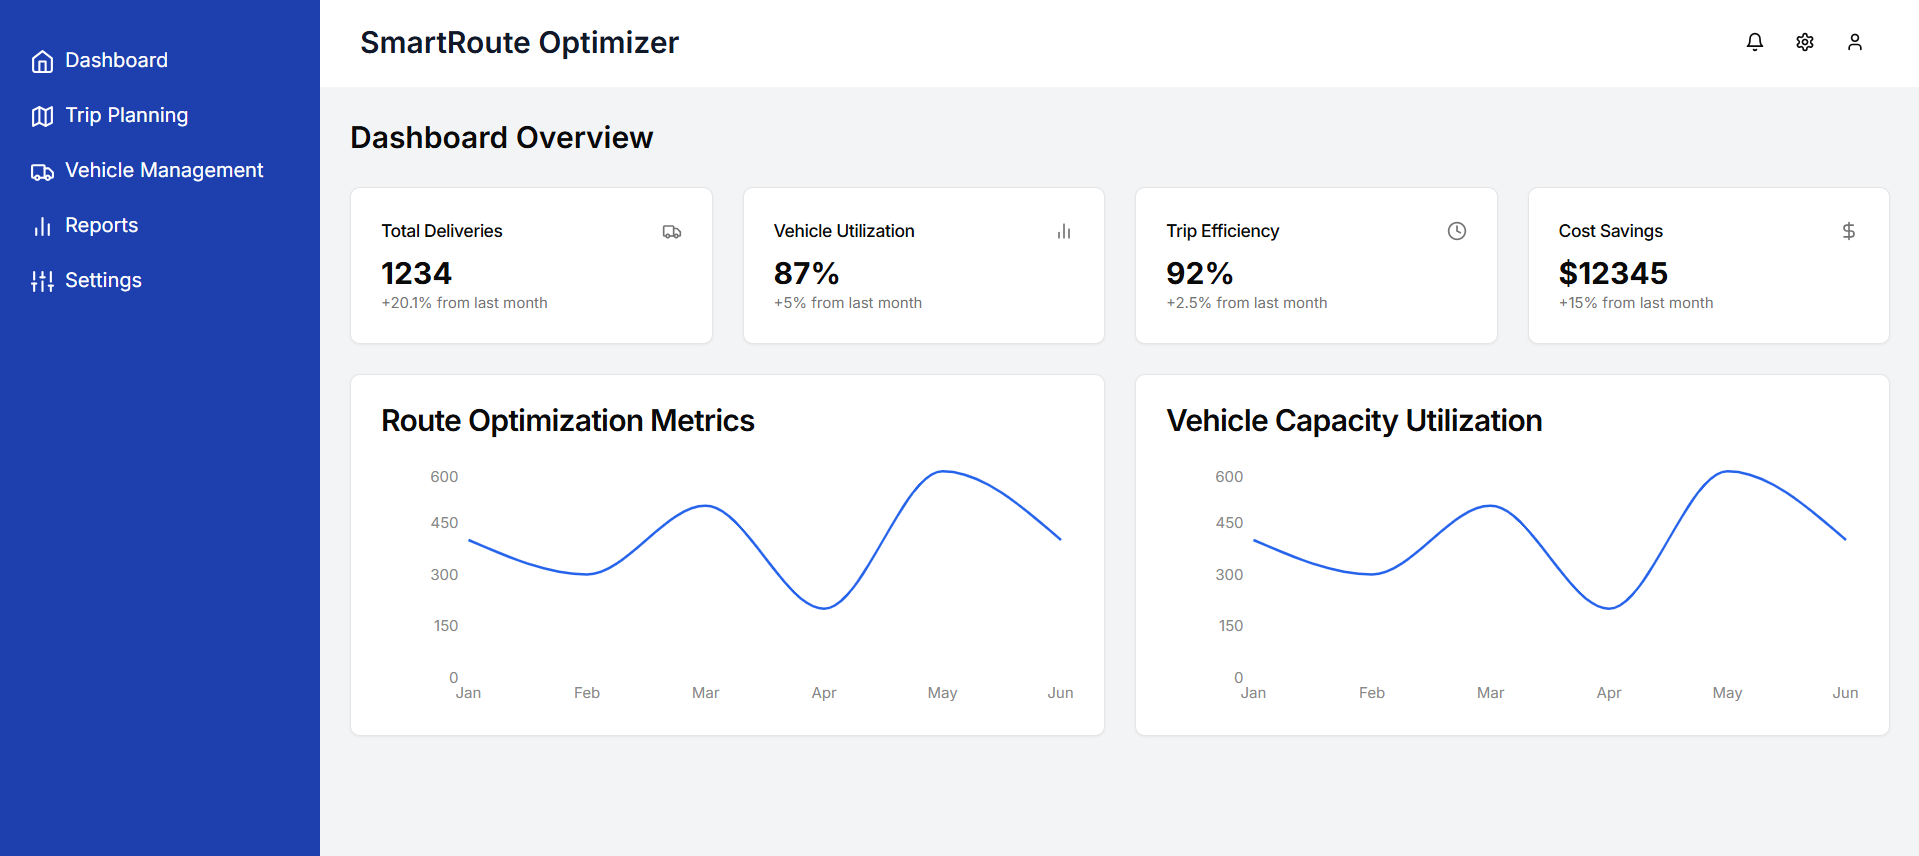 Dashboard
Trip Planning
Vehicle Management
Reports
Settings
SmartRoute Optimizer
Dashboard Overview
Total Deliveries
1234
+20.1% from last month
Vehicle Utilization
87%
+5% from last month
Trip Efficiency
92%
+2.5% from last month
Cost Savings
$12345
+15% from last month
Route Optimization Metrics
600
450
300
150
0
Jan Feb Mar Apr May Jun
Vehicle Capacity Utilization
600
450
300
150
0
Jan Feb Mar Apr May Jun